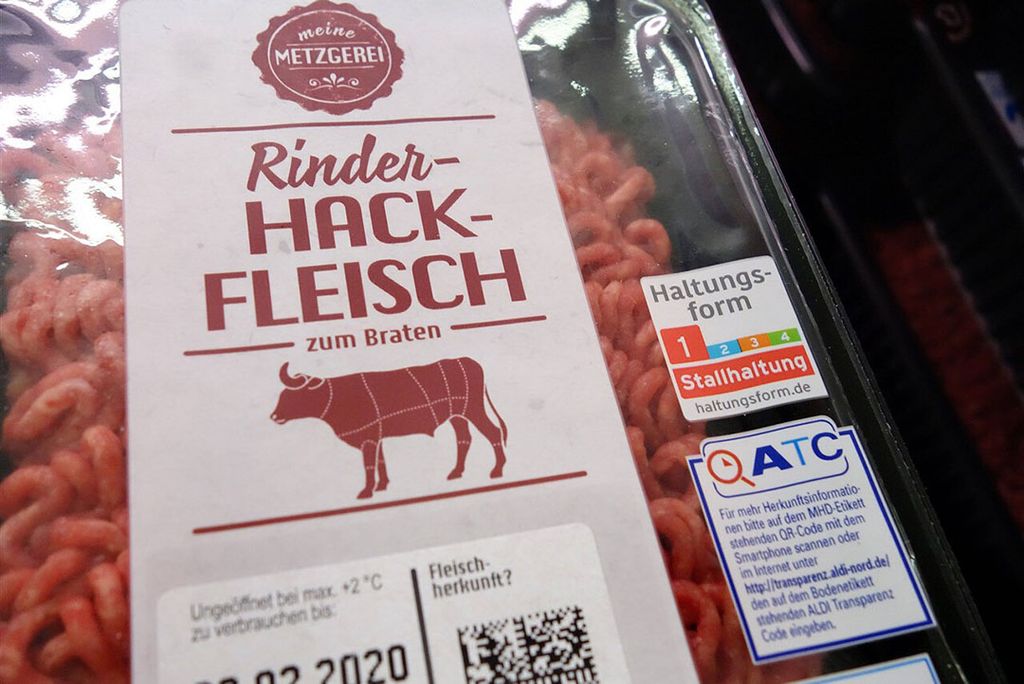 meine
METZGEREI
Rinder-
HACK-
FLEISCH
zum Braten
Ungeöffnet bei max. +2 °C
zu verbrauchen bis:
02.2020
Fleisch-
herkunft?
Haltungs-
form
1 2 3 4
Stallhaltung
haltungsform.de
ATC
Für mehr Herkunftsinformatio-
nen bitte auf dem MHD-Etikett
stehenden QR-Code mit dem
Smartphone scannen oder
im Internet unter
http://transparenz.aldi-nord.de/
den auf dem Bodenetikett
stehenden ALDI Transparenz
Code eingeben.